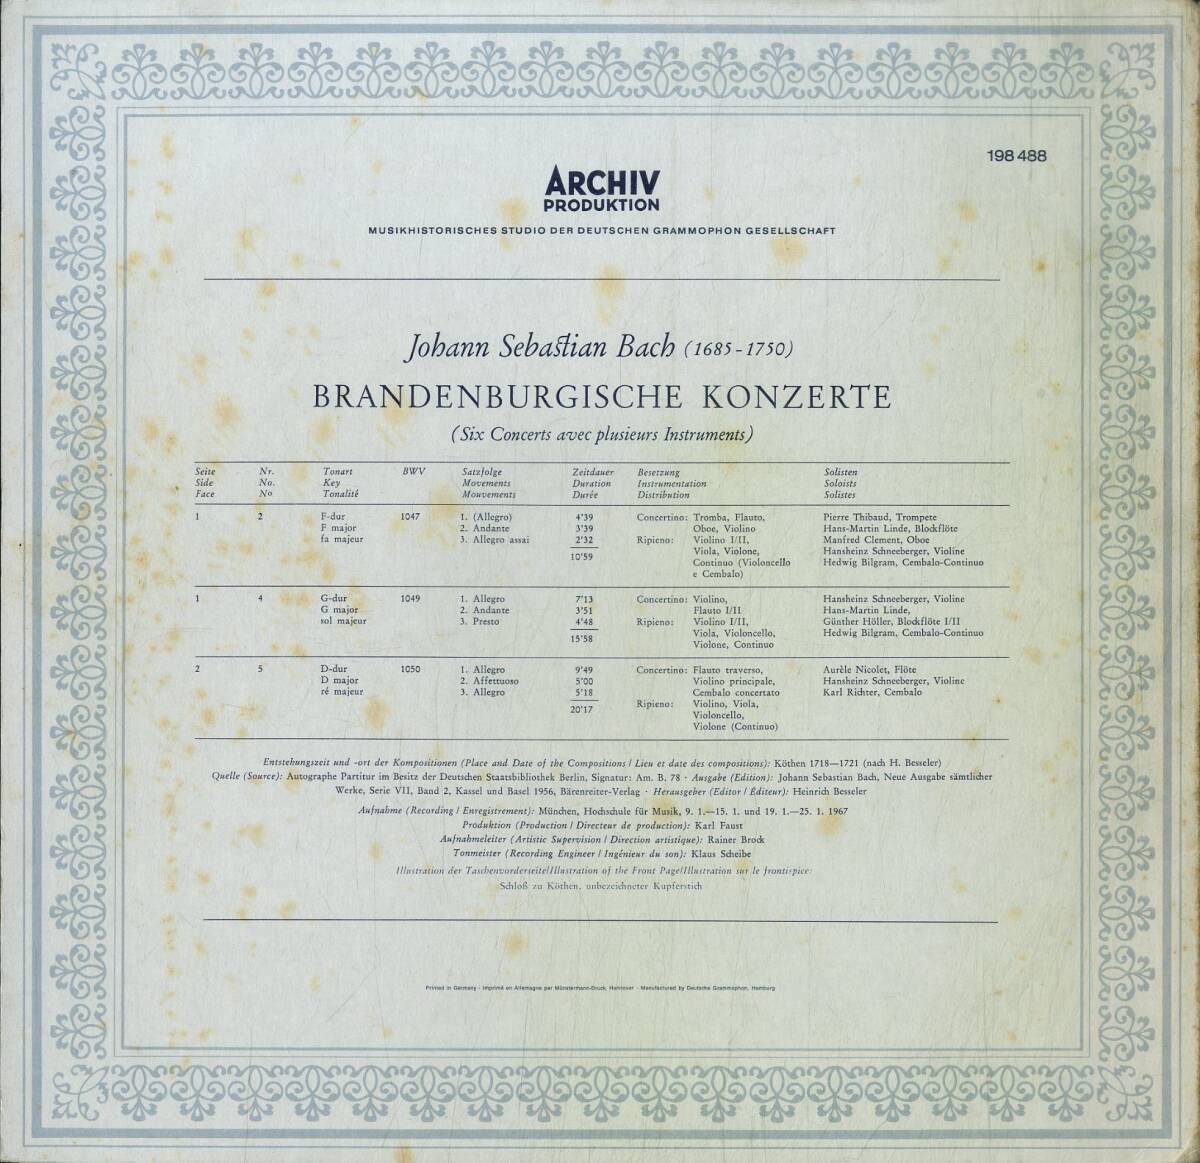 198 488
ARCHIV
PRODUKTION
MUSIKHISTORISCHES STUDIO DER DEUTSCHEN GRAMMOPHON GESELLSCHAFT
Johann Sebastian Bach (1685-1750)
BRANDENBURGISCHE KONZERTE
(Six Concerts avec plusieurs Instruments)
Seite Nr. Tonart BWV Satzfolge Zeitdauer Besetzung Solisten
Side No. Key Movements Duration Instrumentation Soloists
Face No Tonalité Mouvements Durée Distribution Solistes
1 2 F-dur 1047 1. (Allegro) 4'39 Concertino: Tromba, Flauto, Pierre Thibaud, Trompete
F major 2. Andante 3'39 Oboe, Violino Hans-Martin Linde, Blockflöte
fa majeur 3. Allegro assai 2'32 Ripieno: Violino I/II, Manfred Clement, Oboe
Viola, Violone, Hansheinz Schneeberger, Violine
10'59 Continuo (Violoncello Hedwig Bilgram, Cembalo-Continuo
e Cembalo)
1 4 G-dur 1049 1. Allegro 7'13 Concertino: Violino, Hansheinz Schneeberger, Violine
G major 2. Andante 3'51 Flauto I/II Hans-Martin Linde,
sol majeur 3. Presto 4'48 Ripieno: Violino I/II, Günther Höller, Blockflöte I/II
Viola, Violoncello, Hedwig Bilgram, Cembalo-Continuo
15'58 Violone, Continuo
2 5 D-dur 1050 1. Allegro 9'49 Concertino: Flauto traverso, Aurèle Nicolet, Flöte
D major 2. Affettuoso 5'00 Violino principale, Hansheinz Schneeberger, Violine
ré majeur 3. Allegro 5'18 Cembalo concertato Karl Richter, Cembalo
20'17 Ripieno: Violino, Viola,
Violoncello,
Violone (Continuo)
Entstehungszeit und -ort der Kompositionen (Place and Date of the Compositions / Lieu et date des compositions): Köthen 1718—1721 (nach H. Besseler)
Quelle (Source): Autographe Partitur im Besitz der Deutschen Staatsbibliothek Berlin, Signatur: Am. B. 78 · Ausgabe (Edition): Johann Sebastian Bach, Neue Ausgabe sämtlicher
Werke, Serie VII, Band 2, Kassel und Basel 1956, Bärenreiter-Verlag · Herausgeber (Editor / Éditeur): Heinrich Besseler
Aufnahme (Recording / Enregistrement): München, Hochschule für Musik, 9. 1.—15. 1. und 19. 1.—25. 1. 1967
Produktion (Production / Directeur de production): Karl Faust
Aufnahmeleiter (Artistic Supervision / Direction artistique): Rainer Brock
Tonmeister (Recording Engineer / Ingénieur du son): Klaus Scheibe
Illustration der Taschenvorderseite/Illustration of the Front Page/Illustration sur le frontispice:
Schloß zu Köthen, unbezeichneter Kupferstich
Printed in Germany · Imprimé en Allemagne par Münstermann-Druck, Hannover · Manufactured by Deutsche Grammophon, Hamburg